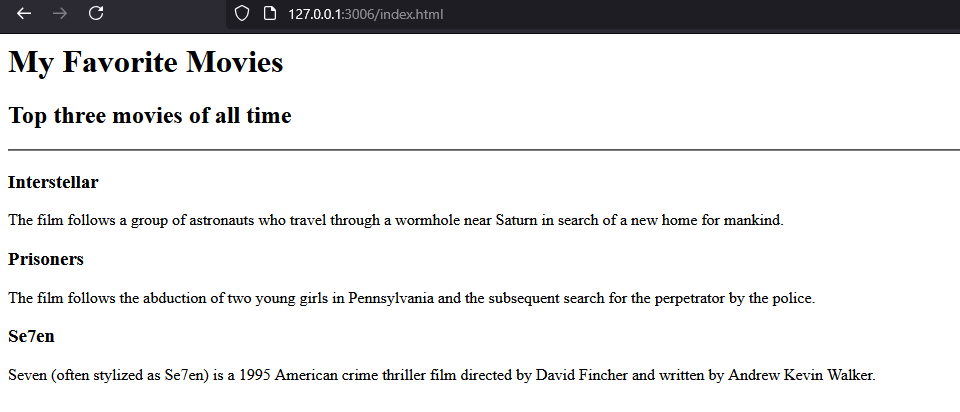 127.0.0.1:3006/index.html
My Favorite Movies
Top three movies of all time
Interstellar
The film follows a group of astronauts who travel through a wormhole near Saturn in search of a new home for mankind.
Prisoners
The film follows the abduction of two young girls in Pennsylvania and the subsequent search for the perpetrator by the police.
Se7en
Seven (often stylized as Se7en) is a 1995 American crime thriller film directed by David Fincher and written by Andrew Kevin Walker.